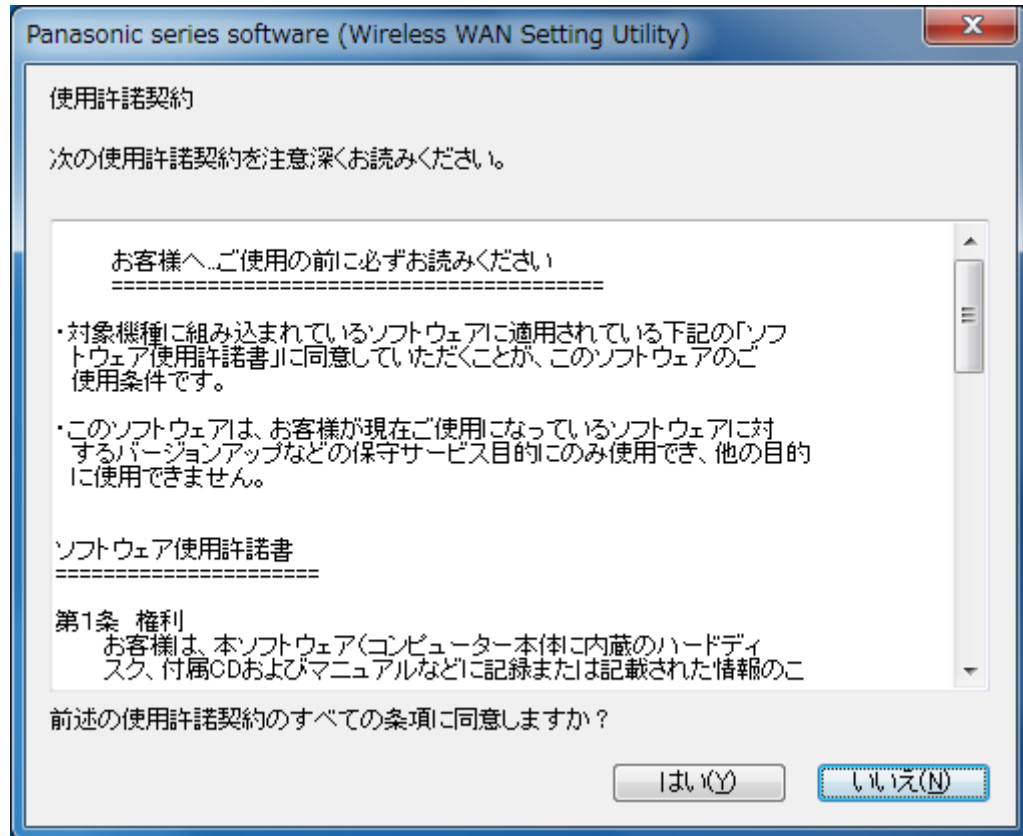 Panasonic series software (Wireless WAN Setting Utility)
使用許諾契約
次の使用許諾契約を注意深くお読みください。
お客様へ…ご使用の前に必ずお読みください
=========================================
・対象機種に組み込まれているソフトウェアに適用されている下記の「ソフ
トウェア使用許諾書」に同意していただくことが、このソフトウェアのご
使用条件です。
・このソフトウェアは、お客様が現在ご使用になっているソフトウェアに対
するバージョンアップなどの保守サービス目的にのみ使用でき、他の目的
に使用できません。
ソフトウェア使用許諾書
======================
第1条 権利
お客様は、本ソフトウェア(コンピューター本体に内蔵のハードディ
スク、付属CDおよびマニュアルなどに記録または記載された情報のこ
前述の使用許諾契約のすべての条項に同意しますか？
はい(Y)
いいえ(N)